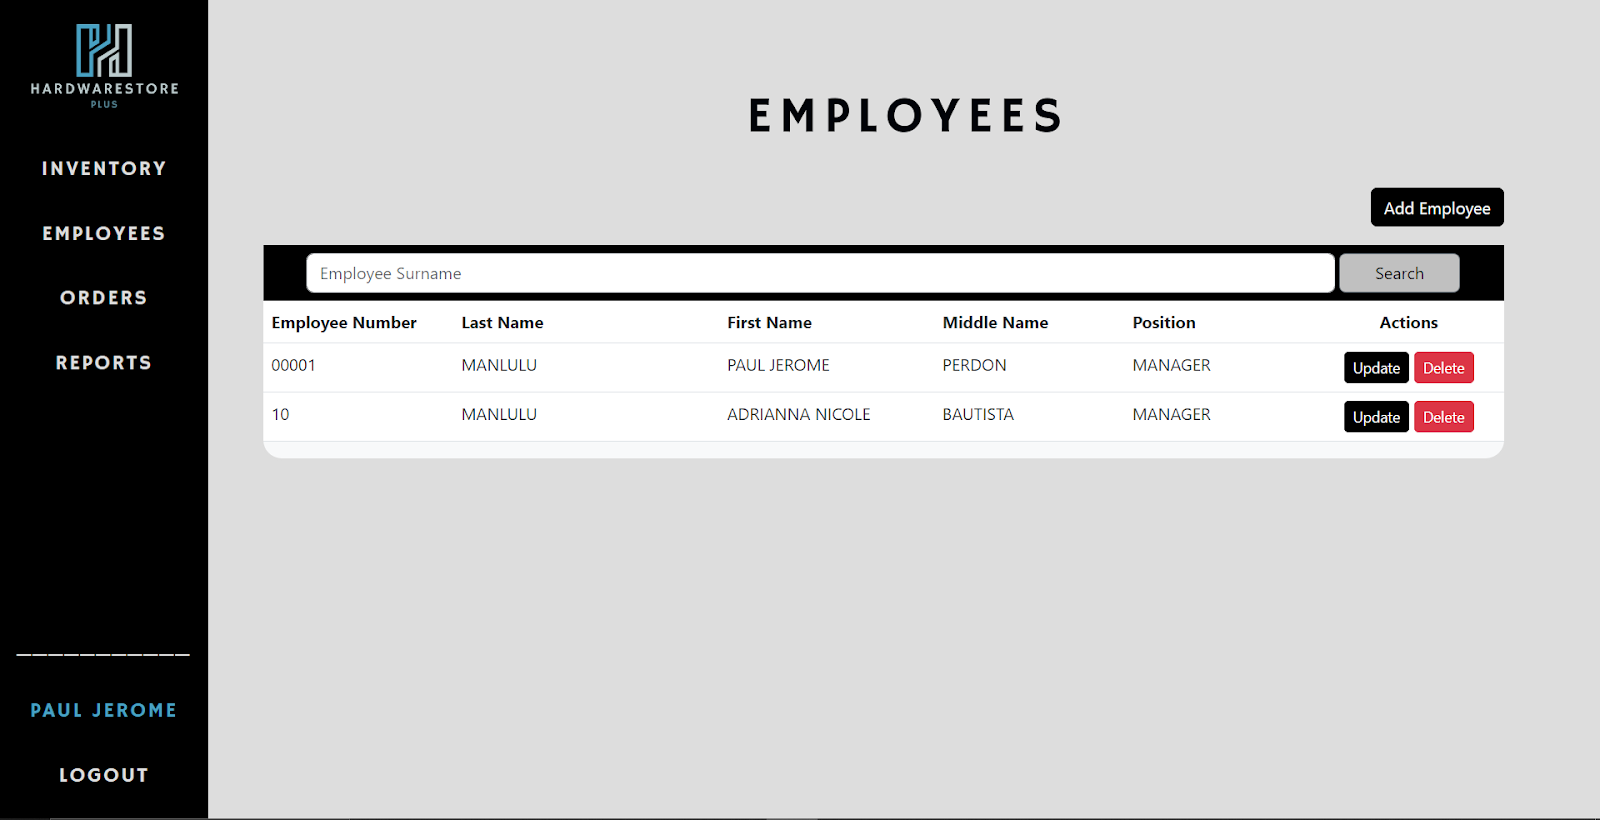 HARDWARESTORE
PLUS
INVENTORY
EMPLOYEES
ORDERS
REPORTS
PAUL JEROME
LOGOUT
EMPLOYEES
Add Employee
Employee Surname Search
Employee Number Last Name First Name Middle Name Position Actions
00001 MANLULU PAUL JEROME PERDON MANAGER Update Delete
10 MANLULU ADRIANNA NICOLE BAUTISTA MANAGER Update Delete